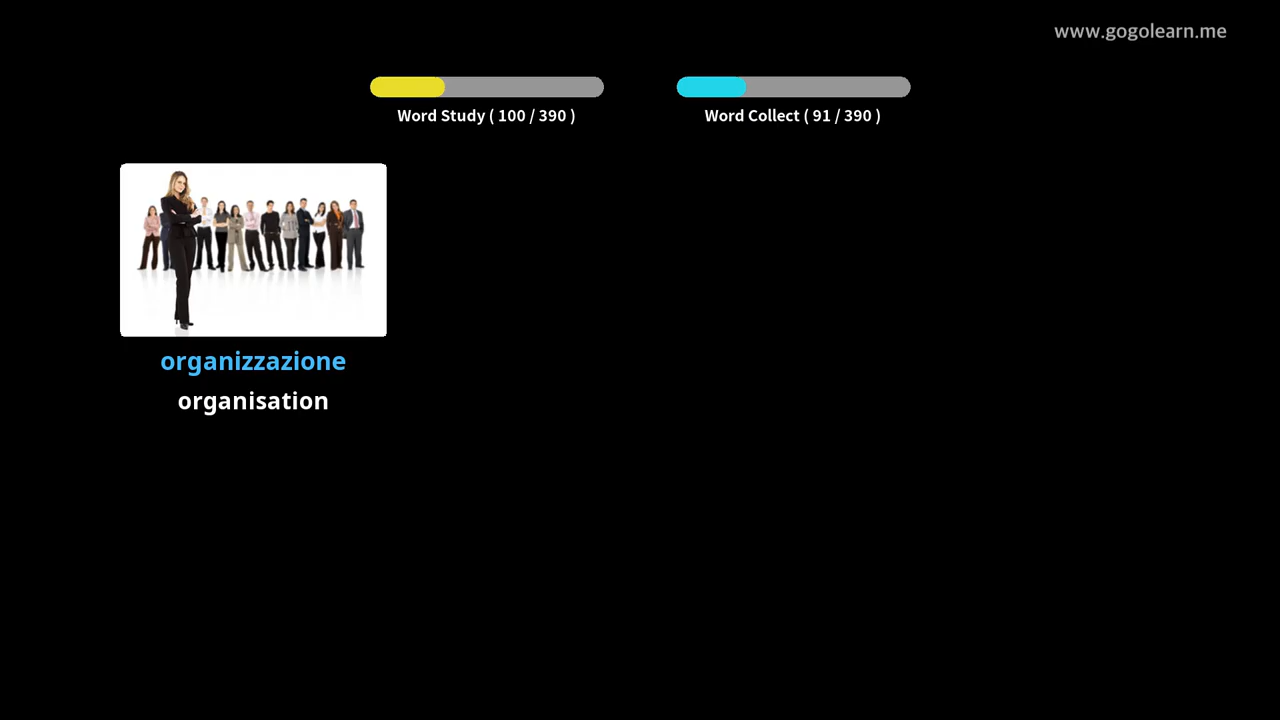 www.gogolearn.me
Word Study ( 100 / 390 )
Word Collect ( 91 / 390 )
organizzazione
organisation